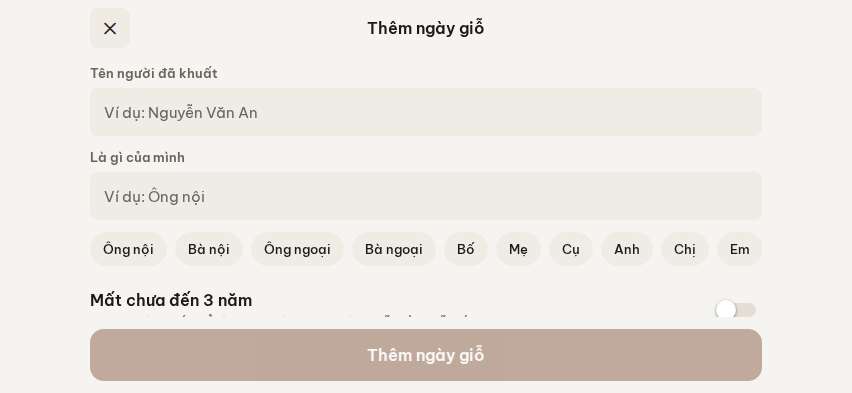 Thêm ngày giỗ
Tên người đã khuất
Ví dụ: Nguyễn Văn An
Là gì của mình
Ví dụ: Ông nội
Ông nội Bà nội Ông ngoại Bà ngoại Bố Mẹ Cụ Anh Chị Em
Mất chưa đến 3 năm
Thêm ngày giỗ